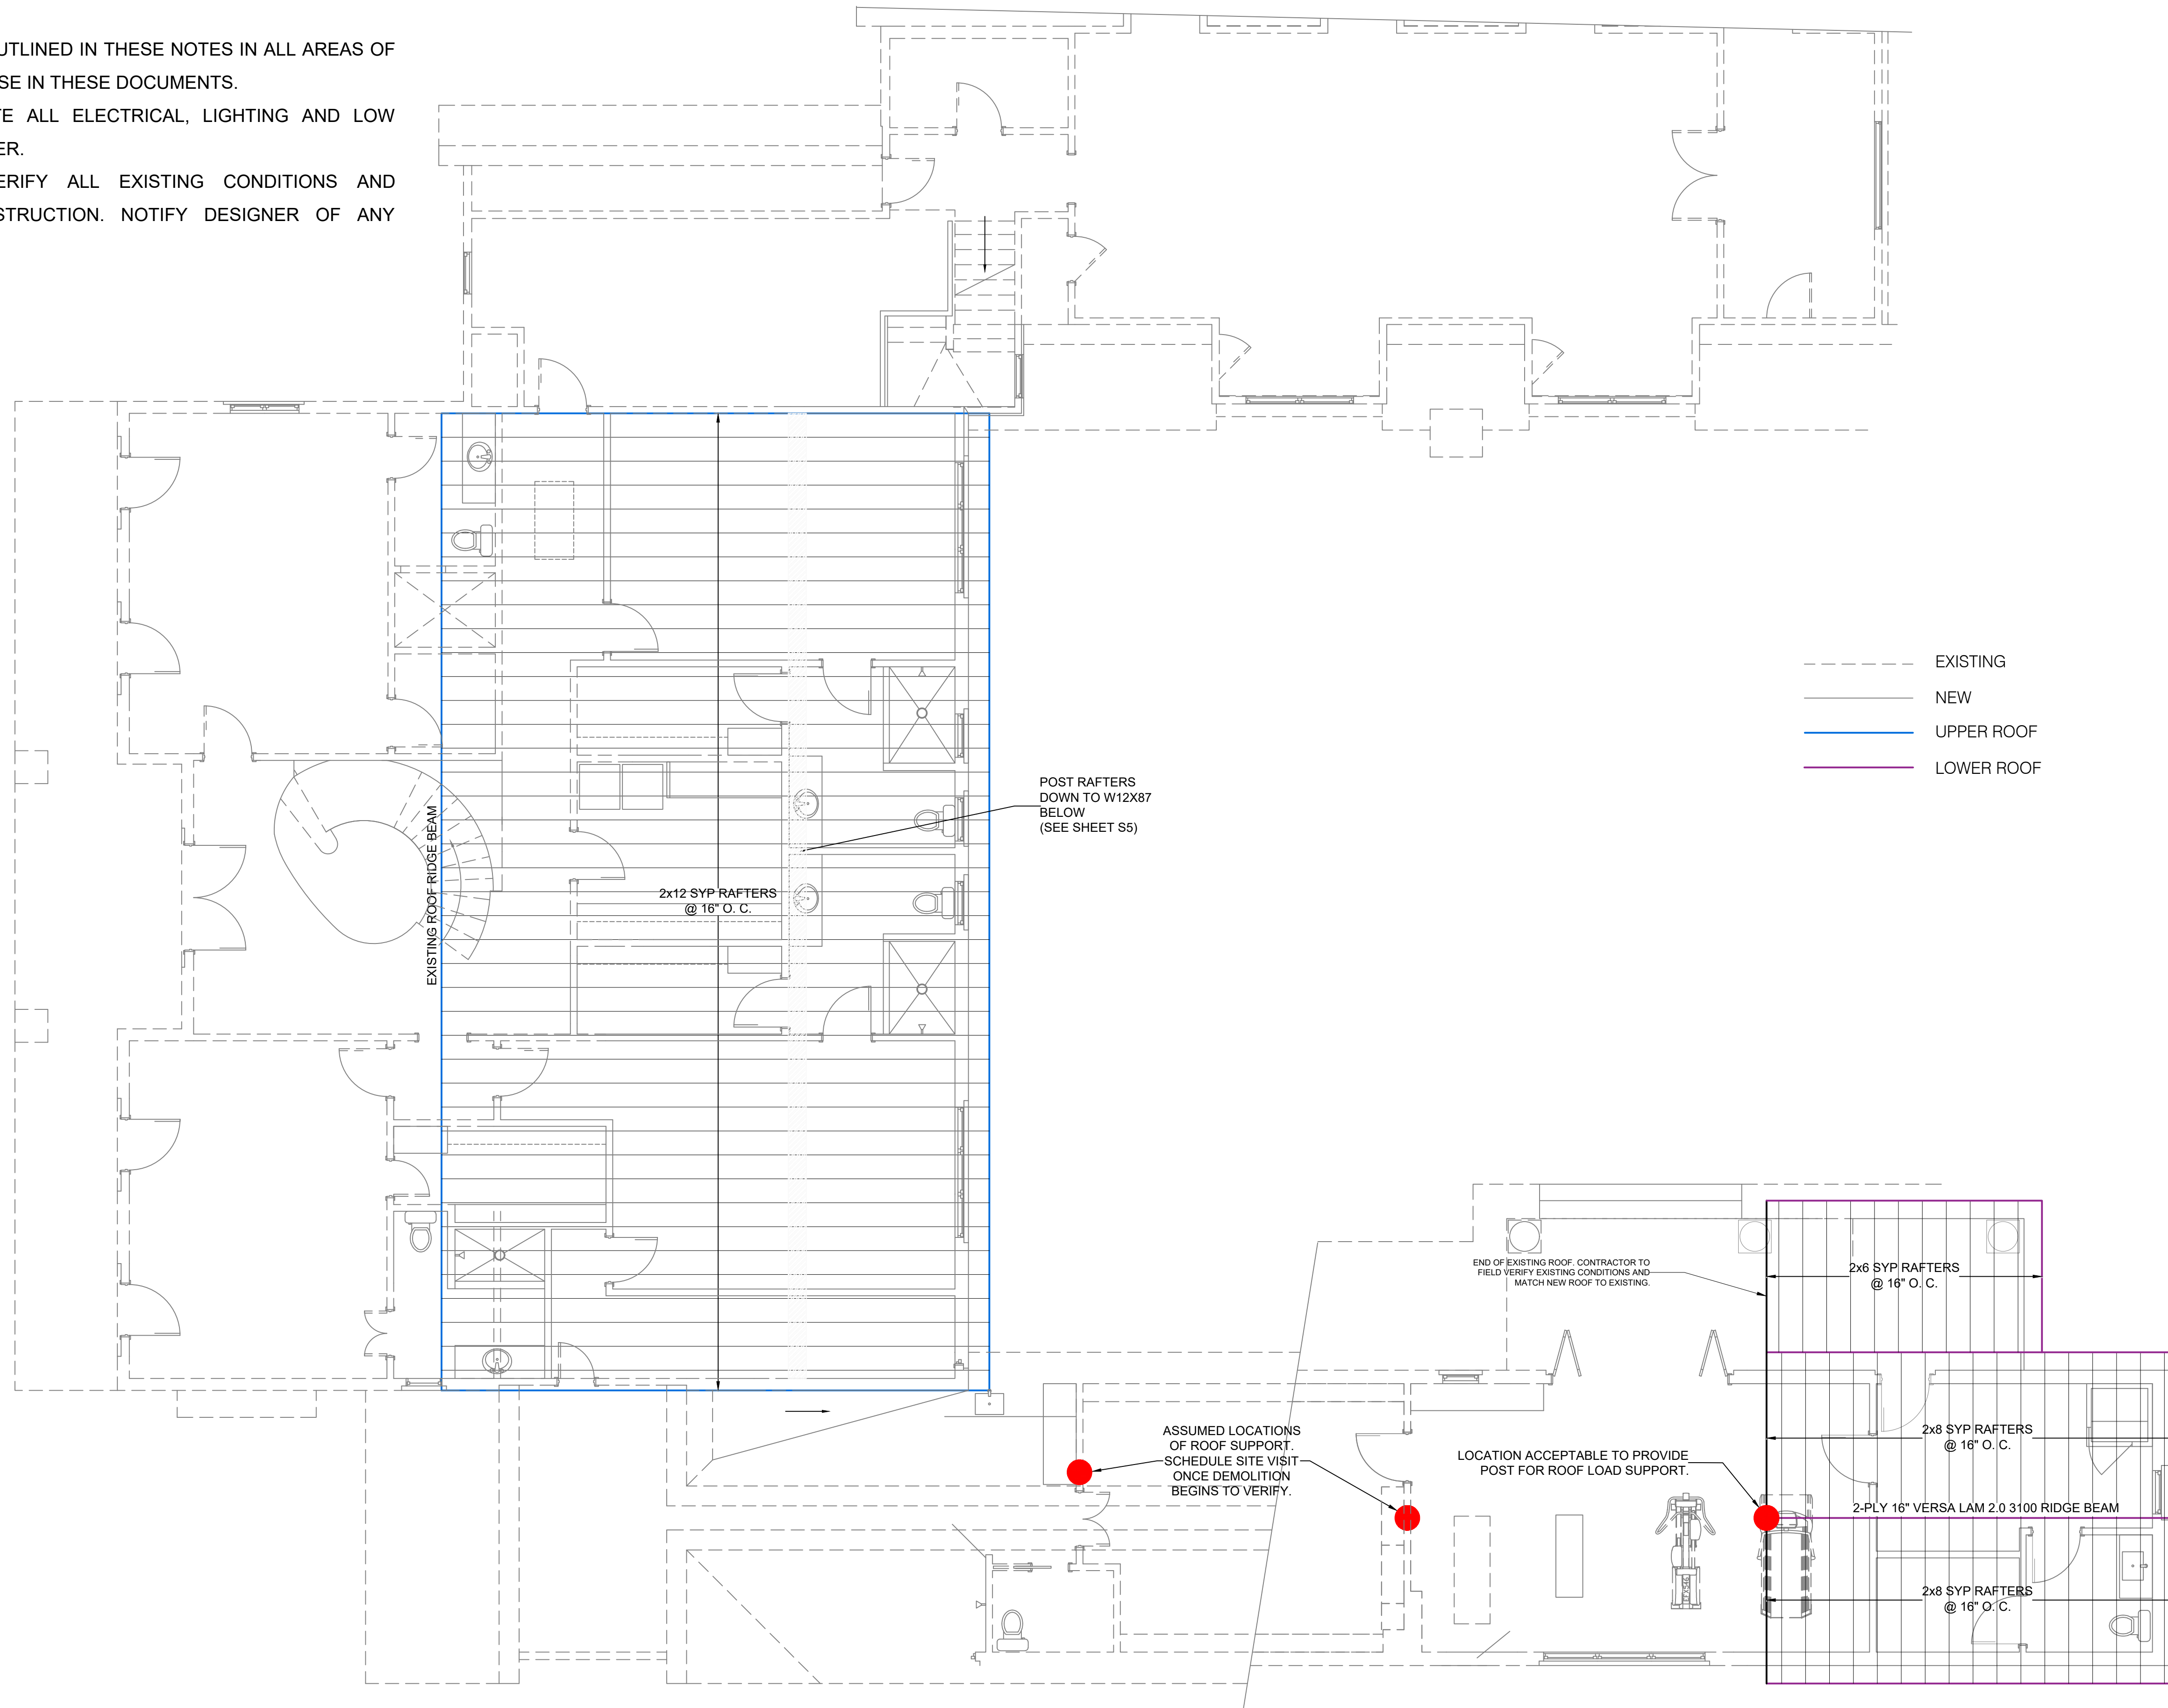 UTLINED IN THESE NOTES IN ALL AREAS OF
SE IN THESE DOCUMENTS.
TE ALL ELECTRICAL, LIGHTING AND LOW
ER.
ERIFY ALL EXISTING CONDITIONS AND
STRUCTION. NOTIFY DESIGNER OF ANY
EXISTING
NEW
UPPER ROOF
LOWER ROOF
POST RAFTERS
DOWN TO W12X87
BELOW
(SEE SHEET S5)
EXISTING ROOF RIDGE BEAM
2x12 SYP RAFTERS
@ 16" O. C.
END OF EXISTING ROOF. CONTRACTOR TO
FIELD VERIFY EXISTING CONDITIONS AND
MATCH NEW ROOF TO EXISTING.
2x6 SYP RAFTERS
@ 16" O. C.
ASSUMED LOCATIONS
OF ROOF SUPPORT.
SCHEDULE SITE VISIT
ONCE DEMOLITION
BEGINS TO VERIFY.
LOCATION ACCEPTABLE TO PROVIDE
POST FOR ROOF LOAD SUPPORT.
2x8 SYP RAFTERS
@ 16" O. C.
2-PLY 16" VERSA LAM 2.0 3100 RIDGE BEAM
2x8 SYP RAFTERS
@ 16" O. C.